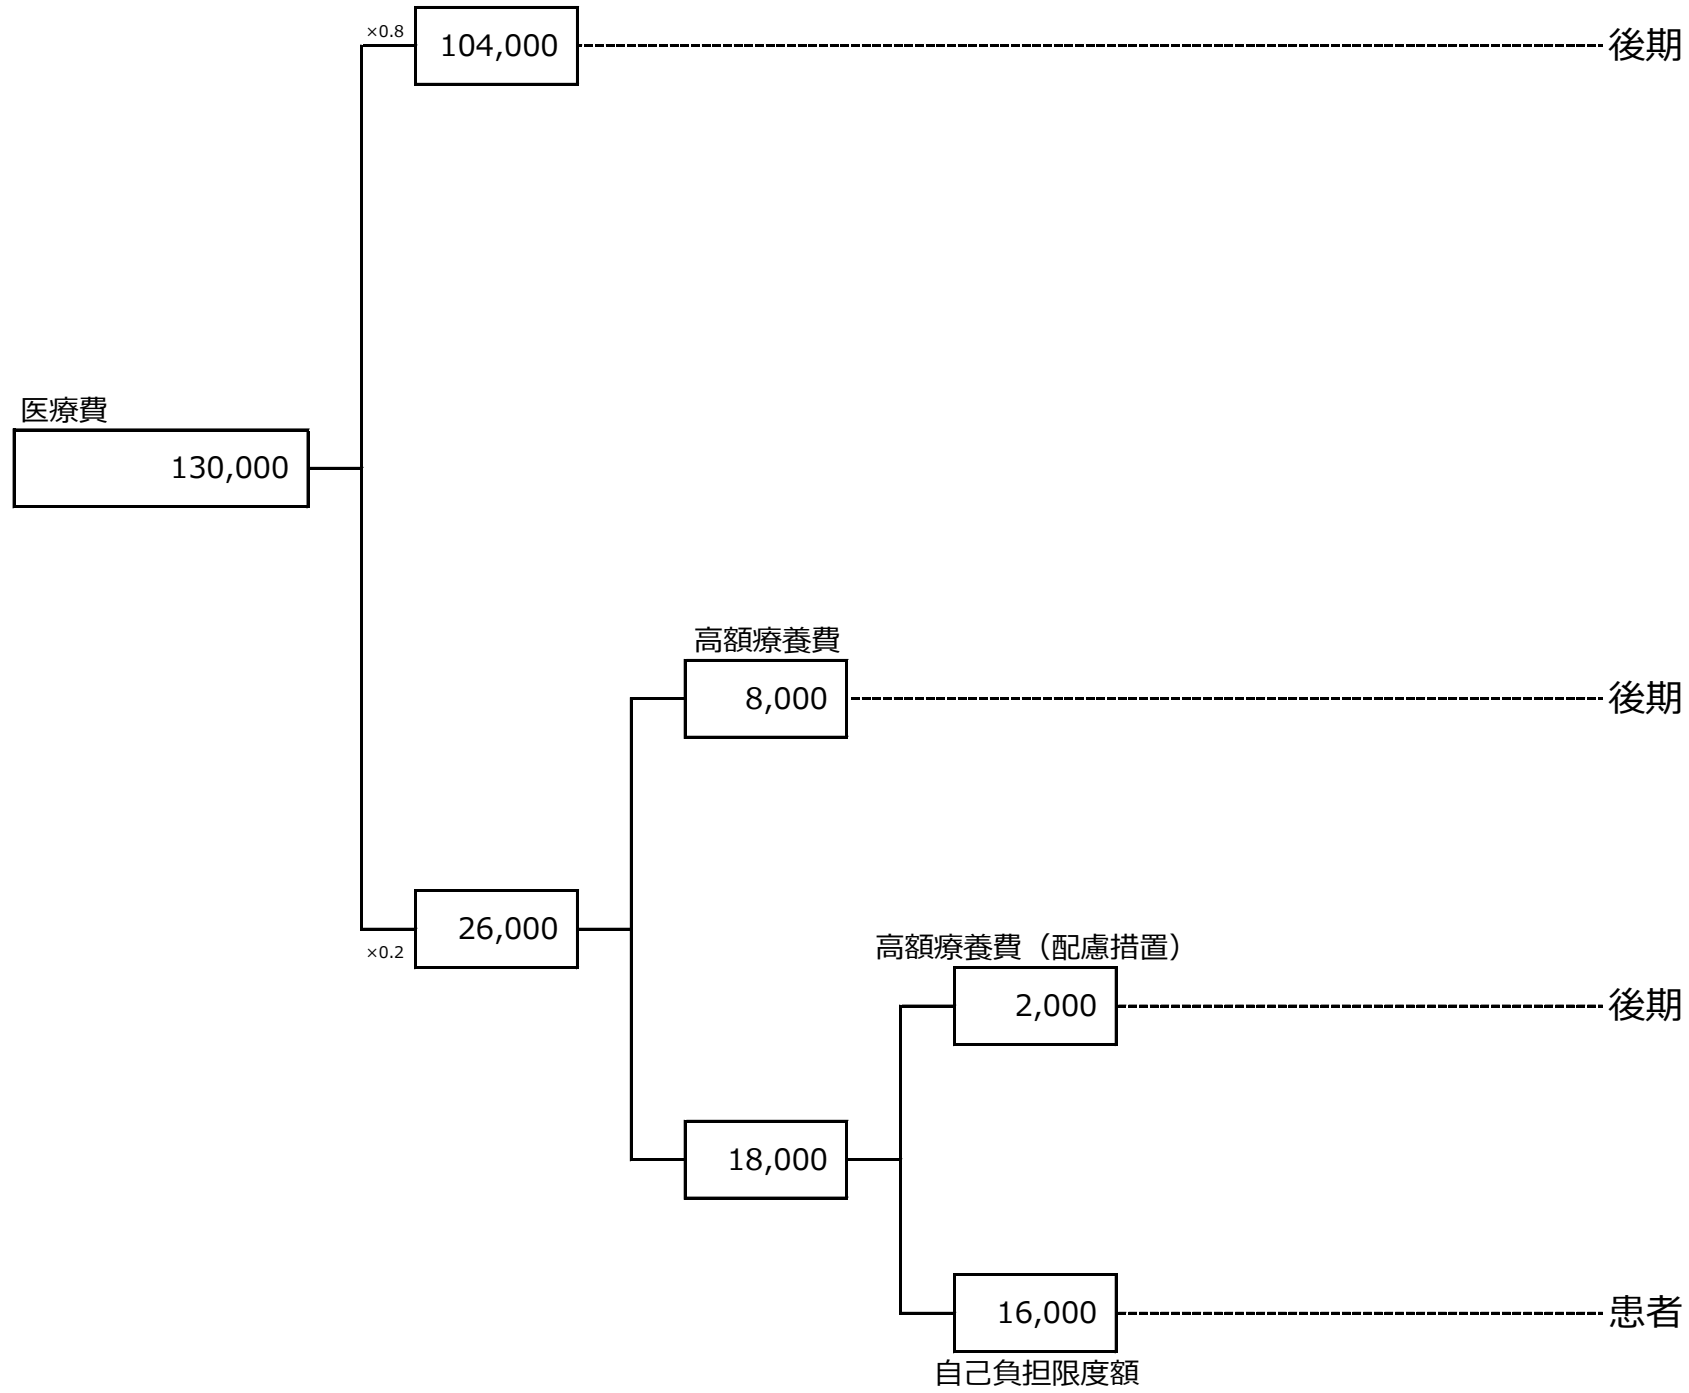 ×0.8
104,000
後期
医療費
130,000
高額療養費
8,000
後期
26,000
×0.2
高額療養費（配慮措置）
2,000
後期
18,000
16,000
患者
自己負担限度額